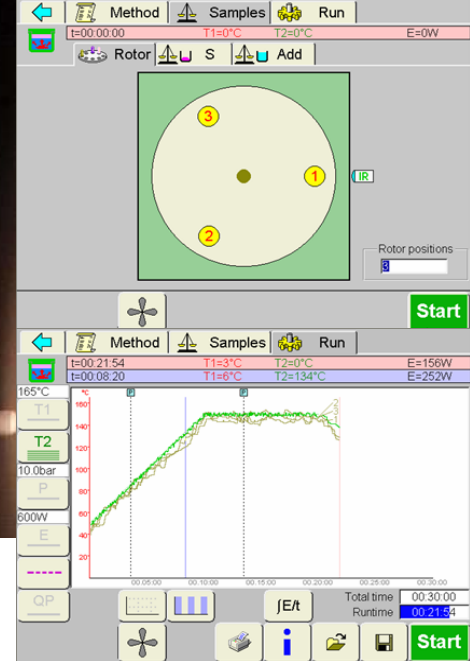 Method Samples Run
t=00:00:00 T1=0°C T2=0°C E=0W
Rotor S Add
3
1 IR
2
Rotor positions
3
Start
Method Samples Run
t=00:21:54 T1=3°C T2=0°C E=156W
t=00:08:20 T1=6°C T2=134°C E=252W
165°C
T1
T2
10.0bar
P
600W
E
QP
°C P P
160
140
120
100
80
60
40
20
00:05:00 00:10:00 00:15:00 00:20:00 00:25:00 00:30:00
∫E/t
Total time 00:30:00
Runtime 00:21:54
Start